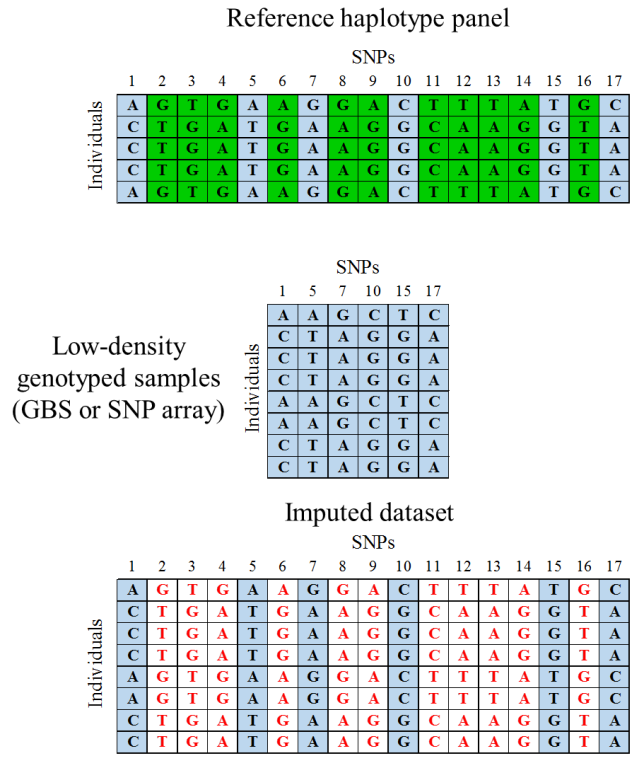 Reference haplotype panel
SNPs
1 2 3 4 5 6 7 8 9 10 11 12 13 14 15 16 17
Individuals
A G T G A A G G A C T T T A T G C
C T G A T G A A G G C A A G G T A
C T G A T G A A G G C A A G G T A
C T G A T G A A G G C A A G G T A
A G T G A A G G A C T T T A T G C
SNPs
1 5 7 10 15 17
Low-density
genotyped samples
(GBS or SNP array)
Individuals
A A G C T C
C T A G G A
C T A G G A
C T A G G A
A A G C T C
A A G C T C
C T A G G A
C T A G G A
Imputed dataset
SNPs
1 2 3 4 5 6 7 8 9 10 11 12 13 14 15 16 17
Individuals
A G T G A A G G A C T T T A T G C
C T G A T G A A G G C A A G G T A
C T G A T G A A G G C A A G G T A
C T G A T G A A G G C A A G G T A
A G T G A A G G A C T T T A T G C
A G T G A A G G A C T T T A T G C
C T G A T G A A G G C A A G G T A
C T G A T G A A G G C A A G G T A